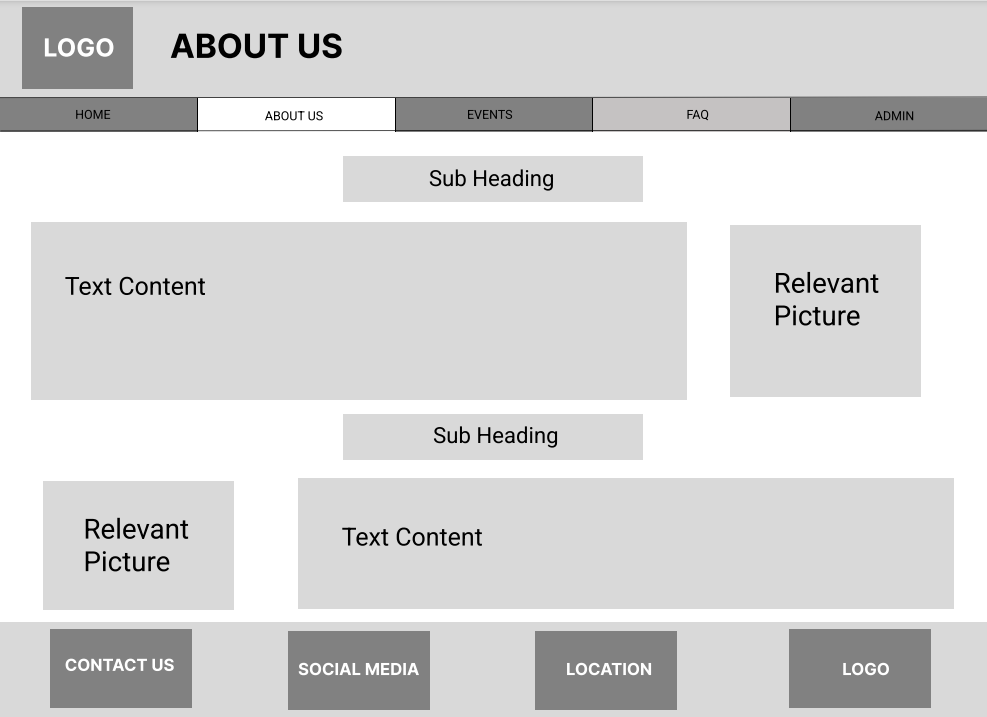 LOGO
ABOUT US
HOME
ABOUT US
EVENTS
FAQ
ADMIN
Sub Heading
Text Content
Relevant
Picture
Sub Heading
Relevant
Picture
Text Content
CONTACT US
SOCIAL MEDIA
LOCATION
LOGO